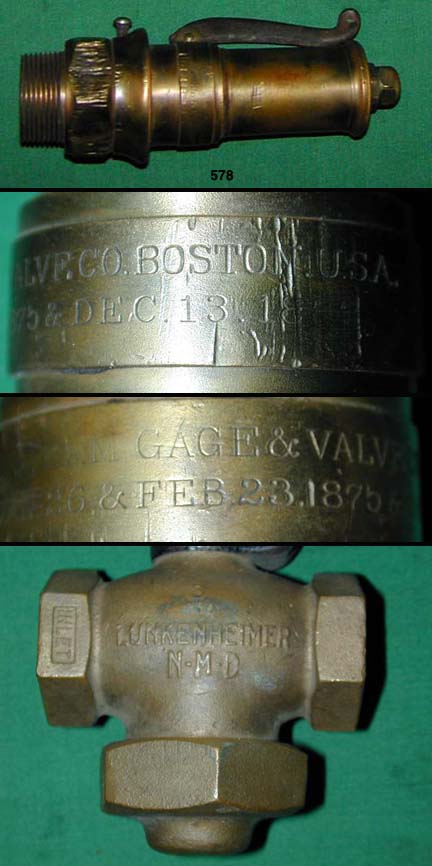 578
VALVE.CO.BOSTON.U.S.A.
75 & DEC.13.18
M GAGE & VALVE
26. & FEB.23.1875 &
INLET
LUNKENHEIMER
N-M-D